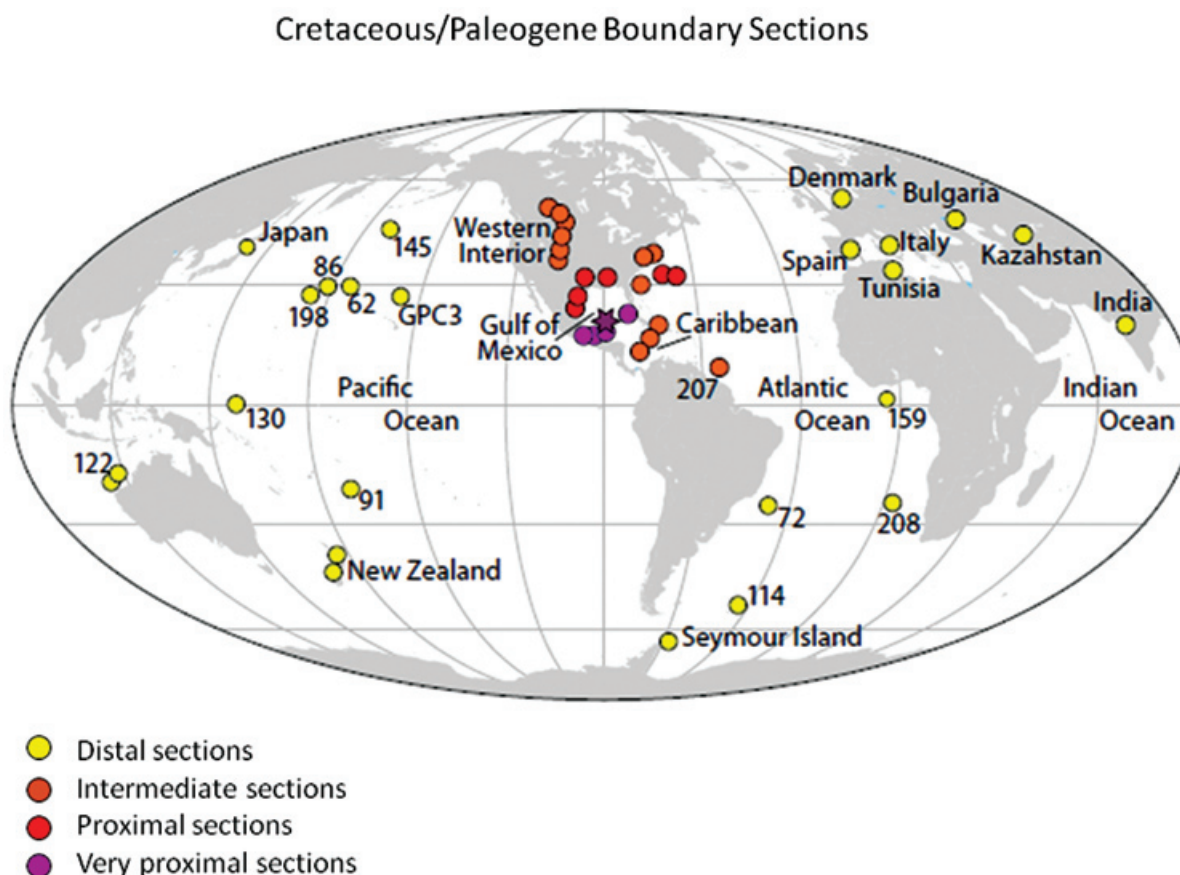 Cretaceous/Paleogene Boundary Sections
Denmark
Bulgaria
Japan
145
Western
Interior
Spain
Italy
Kazahstan
Tunisia
86
198
62
GPC3
Gulf of
Mexico
Caribbean
India
207
Pacific
Ocean
Atlantic
Ocean
159
Indian
Ocean
130
122
91
72
208
New Zealand
114
Seymour Island
Distal sections
Intermediate sections
Proximal sections
Very proximal sections